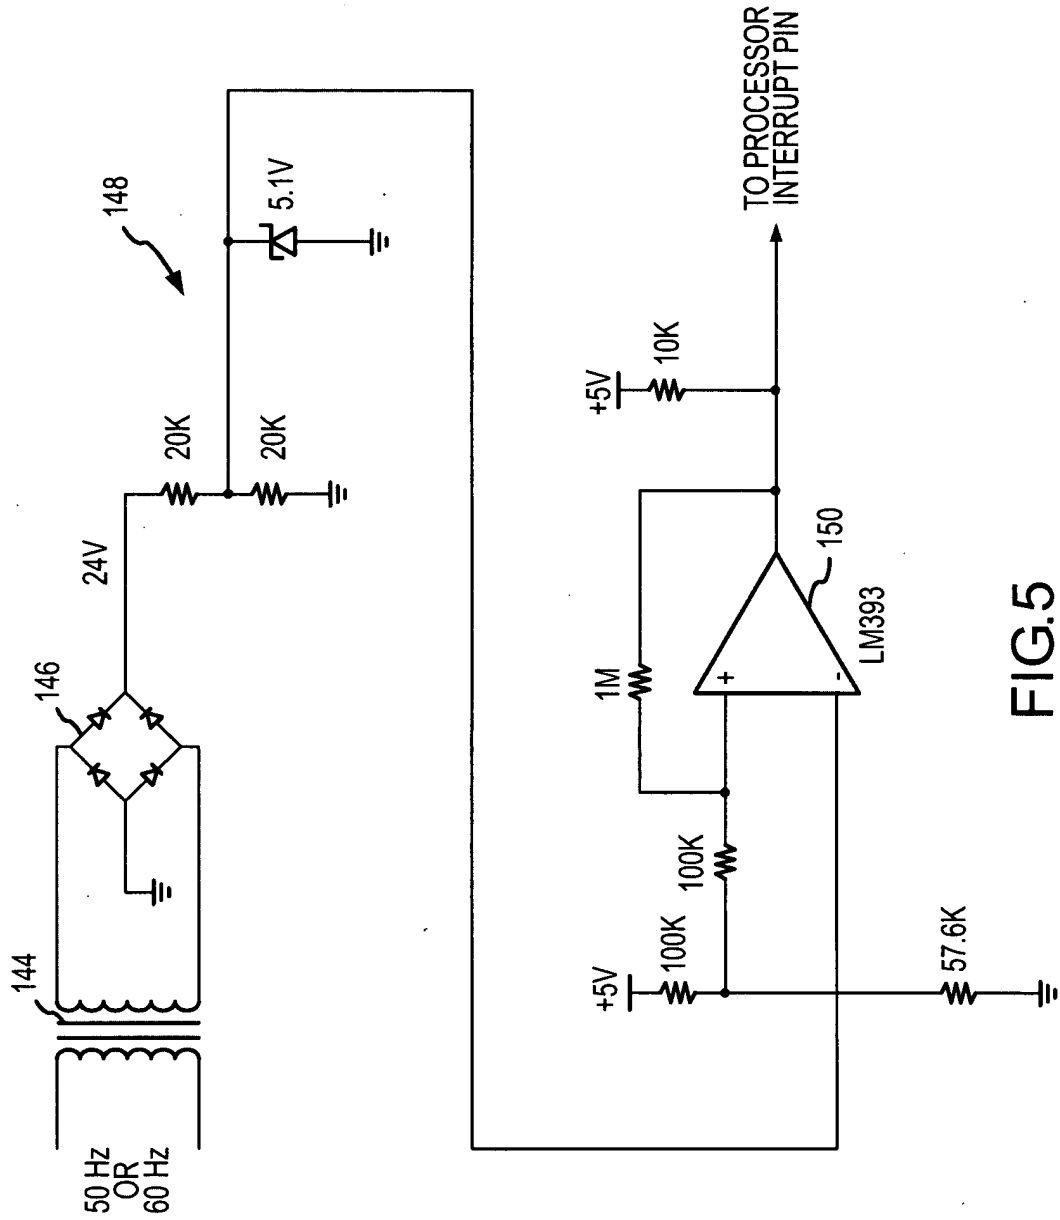 50 Hz
OR
60 Hz
144
146
24V
20K
20K
148
5.1V
+5V
100K
57.6K
100K
1M
+
-
LM393
150
+5V
10K
TO PROCESSOR
INTERRUPT PIN
FIG.5